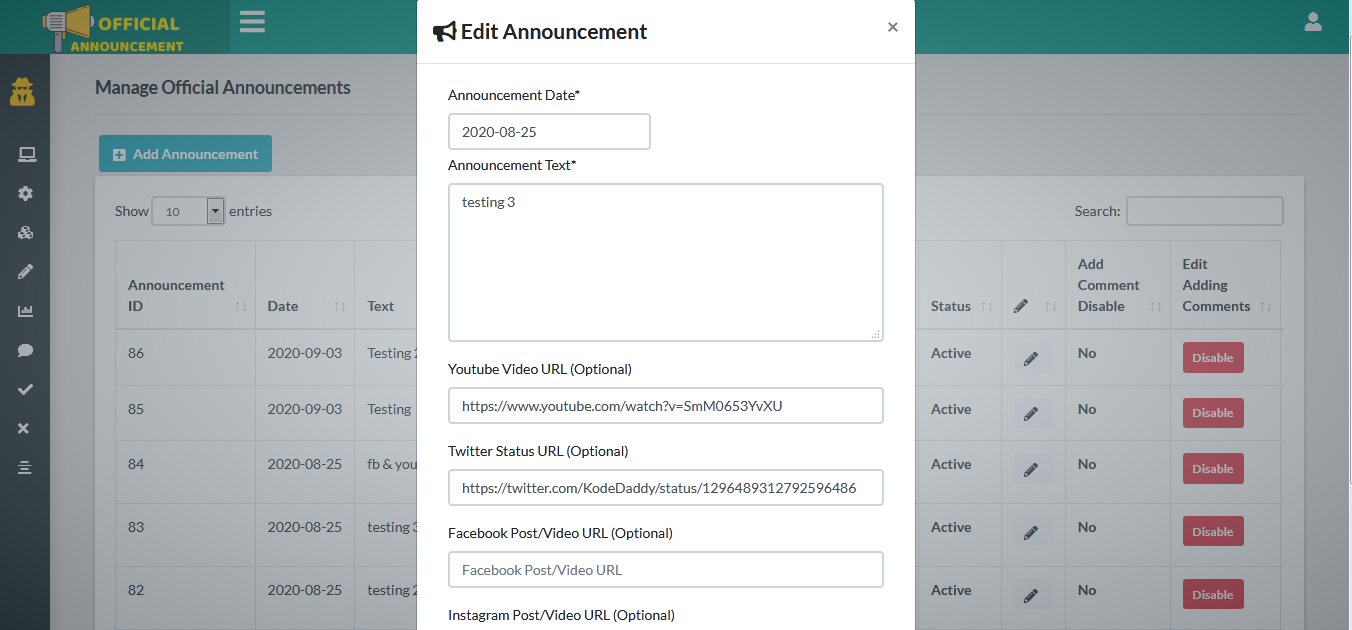 OFFICIAL
ANNOUNCEMENT
Edit Announcement
×
Manage Official Announcements
Add Announcement
Show 10 entries
Search:
Announcement ID
Date
Text
Status
Add Comment Disable
Edit Adding Comments
86 2020-09-03 Testing Active No Disable
85 2020-09-03 Testing Active No Disable
84 2020-08-25 fb & you Active No Disable
83 2020-08-25 testing 3 Active No Disable
82 2020-08-25 testing 2 Active No Disable
Announcement Date*
2020-08-25
Announcement Text*
testing 3
Youtube Video URL (Optional)
https://www.youtube.com/watch?v=SmM0653YvXU
Twitter Status URL (Optional)
https://twitter.com/KodeDaddy/status/1296489312792596486
Facebook Post/Video URL (Optional)
Facebook Post/Video URL
Instagram Post/Video URL (Optional)